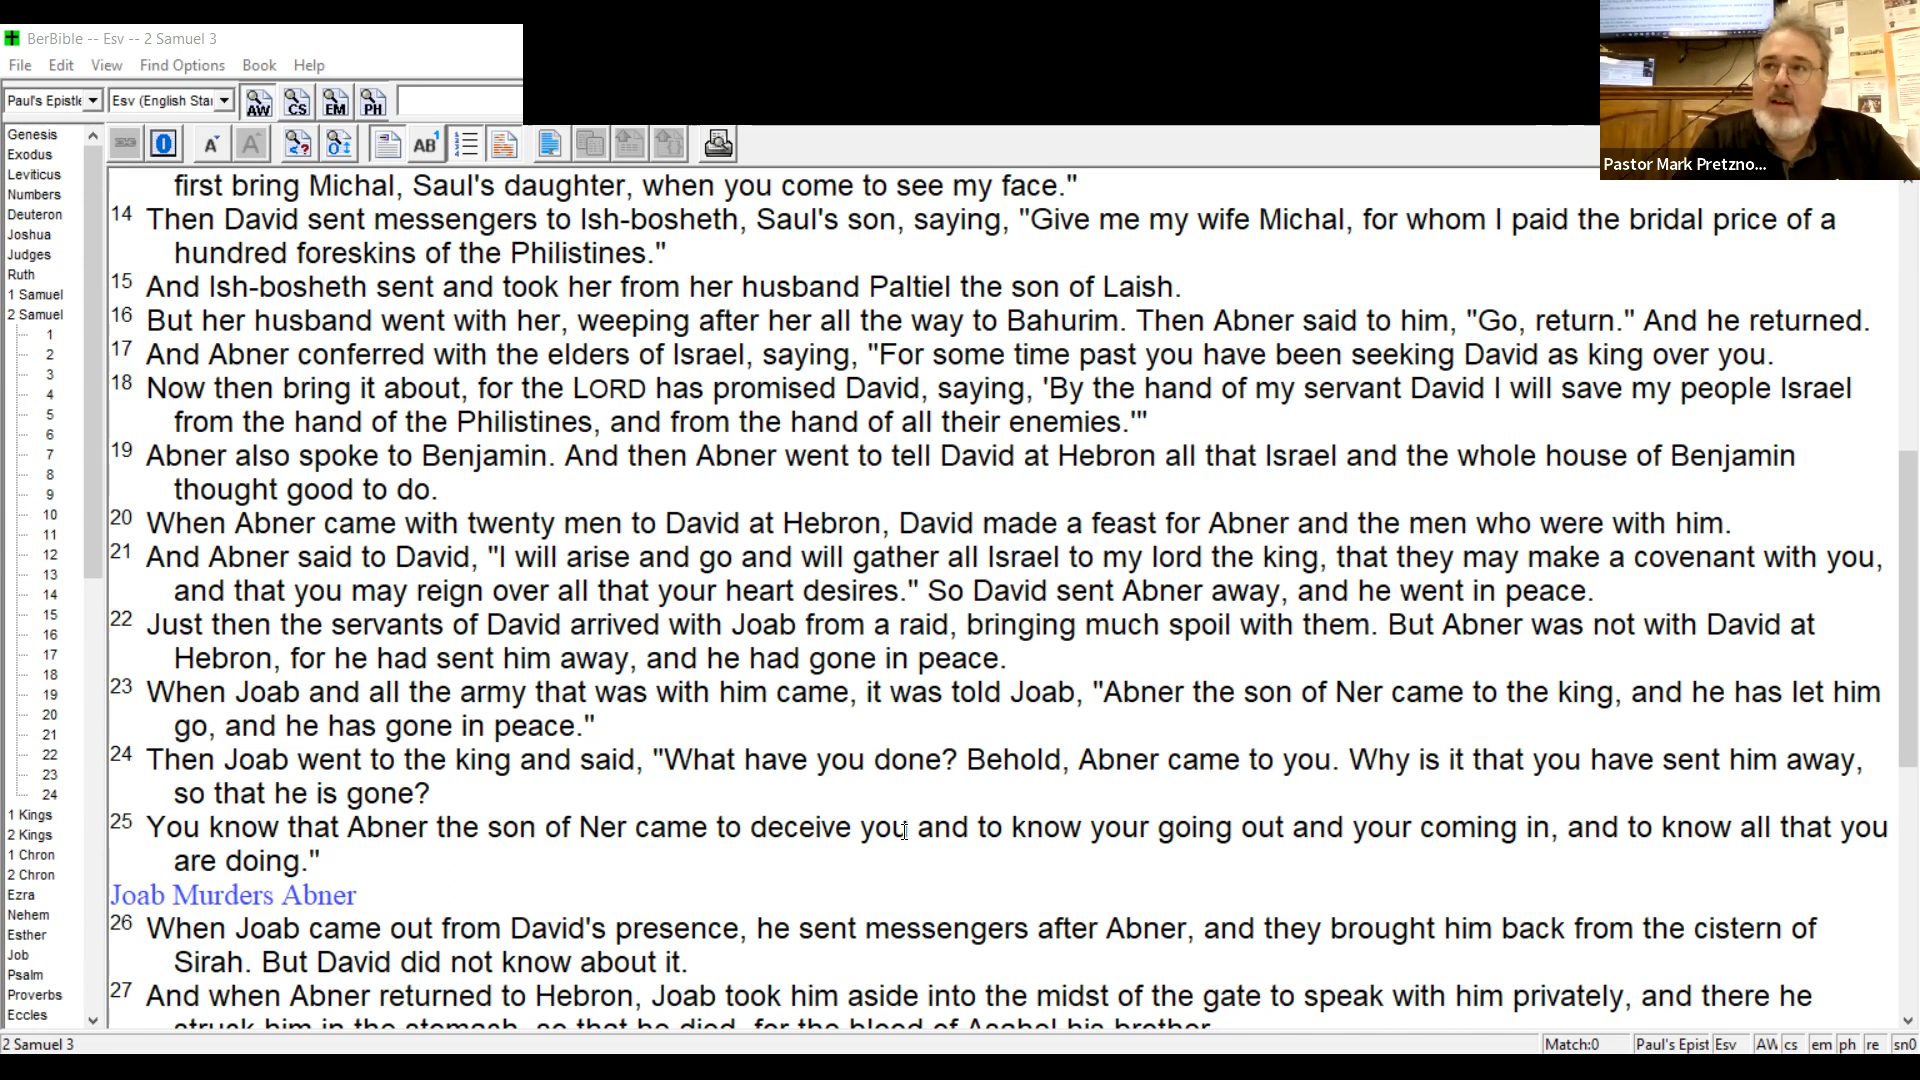 BerBible -- Esv -- 2 Samuel 3
File Edit View Find Options Book Help
Paul's Epistle Esv (English Star AW CS EM PH
A A AB¹
Pastor Mark Pretzno...
Genesis
Exodus
Leviticus
Numbers
Deuteron
Joshua
Judges
Ruth
1 Samuel
2 Samuel
1
2
3
4
5
6
7
8
9
10
11
12
13
14
15
16
17
18
19
20
21
22
23
24
1 Kings
2 Kings
1 Chron
2 Chron
Ezra
Nehem
Esther
Job
Psalm
Proverbs
Eccles
first bring Michal, Saul's daughter, when you come to see my face."
14 Then David sent messengers to Ish-bosheth, Saul's son, saying, "Give me my wife Michal, for whom I paid the bridal price of a
hundred foreskins of the Philistines."
15 And Ish-bosheth sent and took her from her husband Paltiel the son of Laish.
16 But her husband went with her, weeping after her all the way to Bahurim. Then Abner said to him, "Go, return." And he returned.
17 And Abner conferred with the elders of Israel, saying, "For some time past you have been seeking David as king over you.
18 Now then bring it about, for the LORD has promised David, saying, 'By the hand of my servant David I will save my people Israel
from the hand of the Philistines, and from the hand of all their enemies.'"
19 Abner also spoke to Benjamin. And then Abner went to tell David at Hebron all that Israel and the whole house of Benjamin
thought good to do.
20 When Abner came with twenty men to David at Hebron, David made a feast for Abner and the men who were with him.
21 And Abner said to David, "I will arise and go and will gather all Israel to my lord the king, that they may make a covenant with you,
and that you may reign over all that your heart desires." So David sent Abner away, and he went in peace.
22 Just then the servants of David arrived with Joab from a raid, bringing much spoil with them. But Abner was not with David at
Hebron, for he had sent him away, and he had gone in peace.
23 When Joab and all the army that was with him came, it was told Joab, "Abner the son of Ner came to the king, and he has let him
go, and he has gone in peace."
24 Then Joab went to the king and said, "What have you done? Behold, Abner came to you. Why is it that you have sent him away,
so that he is gone?
25 You know that Abner the son of Ner came to deceive you and to know your going out and your coming in, and to know all that you
are doing."
Joab Murders Abner
26 When Joab came out from David's presence, he sent messengers after Abner, and they brought him back from the cistern of
Sirah. But David did not know about it.
27 And when Abner returned to Hebron, Joab took him aside into the midst of the gate to speak with him privately, and there he
struck him in the stomach, so that he died, for the blood of Asahel his brother.
2 Samuel 3 Match:0 Paul's Epist Esv AW cs em ph re sn0